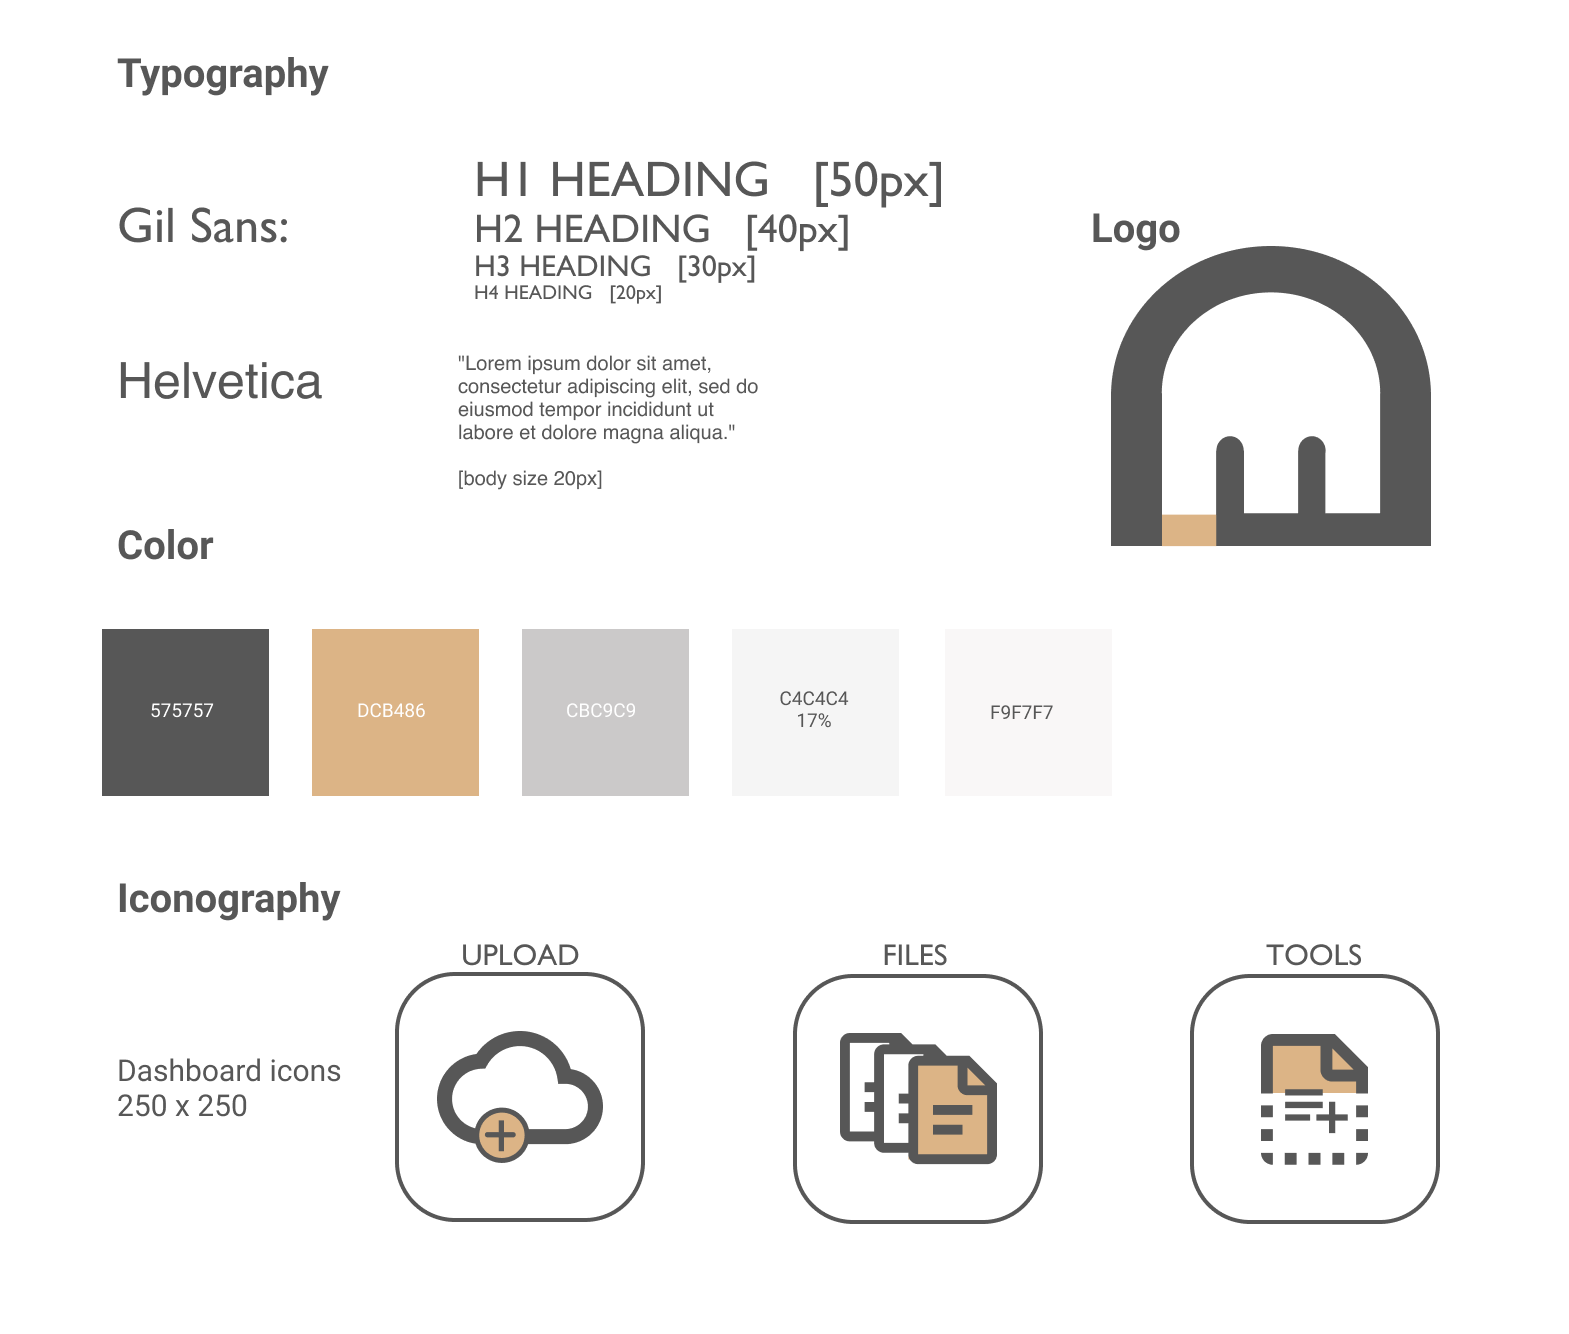 Typography
Gil Sans:
H1 HEADING [50px]
H2 HEADING [40px]
H3 HEADING [30px]
H4 HEADING [20px]
Logo
Helvetica
"Lorem ipsum dolor sit amet,
consectetur adipiscing elit, sed do
eiusmod tempor incididunt ut
labore et dolore magna aliqua."
[body size 20px]
Color
575757
DCB486
CBC9C9
C4C4C4
17%
F9F7F7
Iconography
UPLOAD
FILES
TOOLS
Dashboard icons
250 x 250